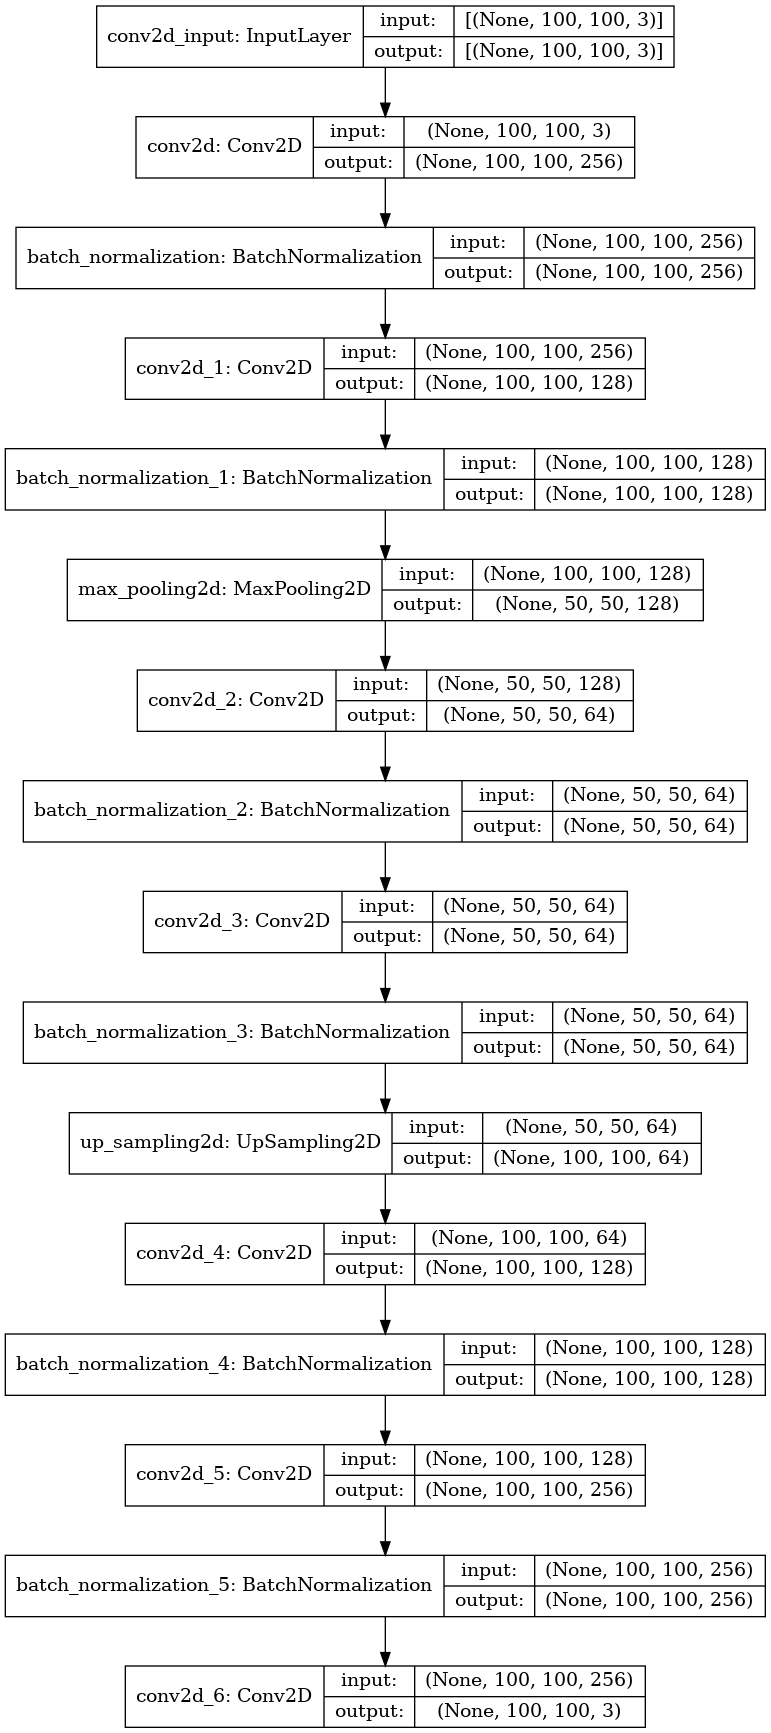 conv2d_input: InputLayer
input: [(None, 100, 100, 3)]
output: [(None, 100, 100, 3)]
conv2d: Conv2D
input: (None, 100, 100, 3)
output: (None, 100, 100, 256)
batch_normalization: BatchNormalization
input: (None, 100, 100, 256)
output: (None, 100, 100, 256)
conv2d_1: Conv2D
input: (None, 100, 100, 256)
output: (None, 100, 100, 128)
batch_normalization_1: BatchNormalization
input: (None, 100, 100, 128)
output: (None, 100, 100, 128)
max_pooling2d: MaxPooling2D
input: (None, 100, 100, 128)
output: (None, 50, 50, 128)
conv2d_2: Conv2D
input: (None, 50, 50, 128)
output: (None, 50, 50, 64)
batch_normalization_2: BatchNormalization
input: (None, 50, 50, 64)
output: (None, 50, 50, 64)
conv2d_3: Conv2D
input: (None, 50, 50, 64)
output: (None, 50, 50, 64)
batch_normalization_3: BatchNormalization
input: (None, 50, 50, 64)
output: (None, 50, 50, 64)
up_sampling2d: UpSampling2D
input: (None, 50, 50, 64)
output: (None, 100, 100, 64)
conv2d_4: Conv2D
input: (None, 100, 100, 64)
output: (None, 100, 100, 128)
batch_normalization_4: BatchNormalization
input: (None, 100, 100, 128)
output: (None, 100, 100, 128)
conv2d_5: Conv2D
input: (None, 100, 100, 128)
output: (None, 100, 100, 256)
batch_normalization_5: BatchNormalization
input: (None, 100, 100, 256)
output: (None, 100, 100, 256)
conv2d_6: Conv2D
input: (None, 100, 100, 256)
output: (None, 100, 100, 3)